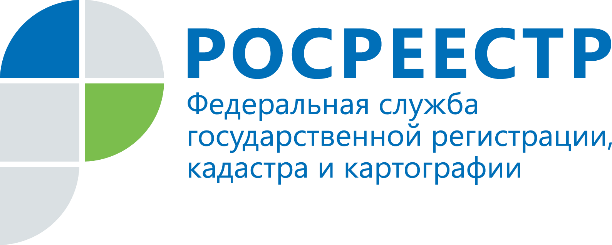 РОСРЕЕСТР
Федеральная служба
государственной регистрации,
кадастра и картографии